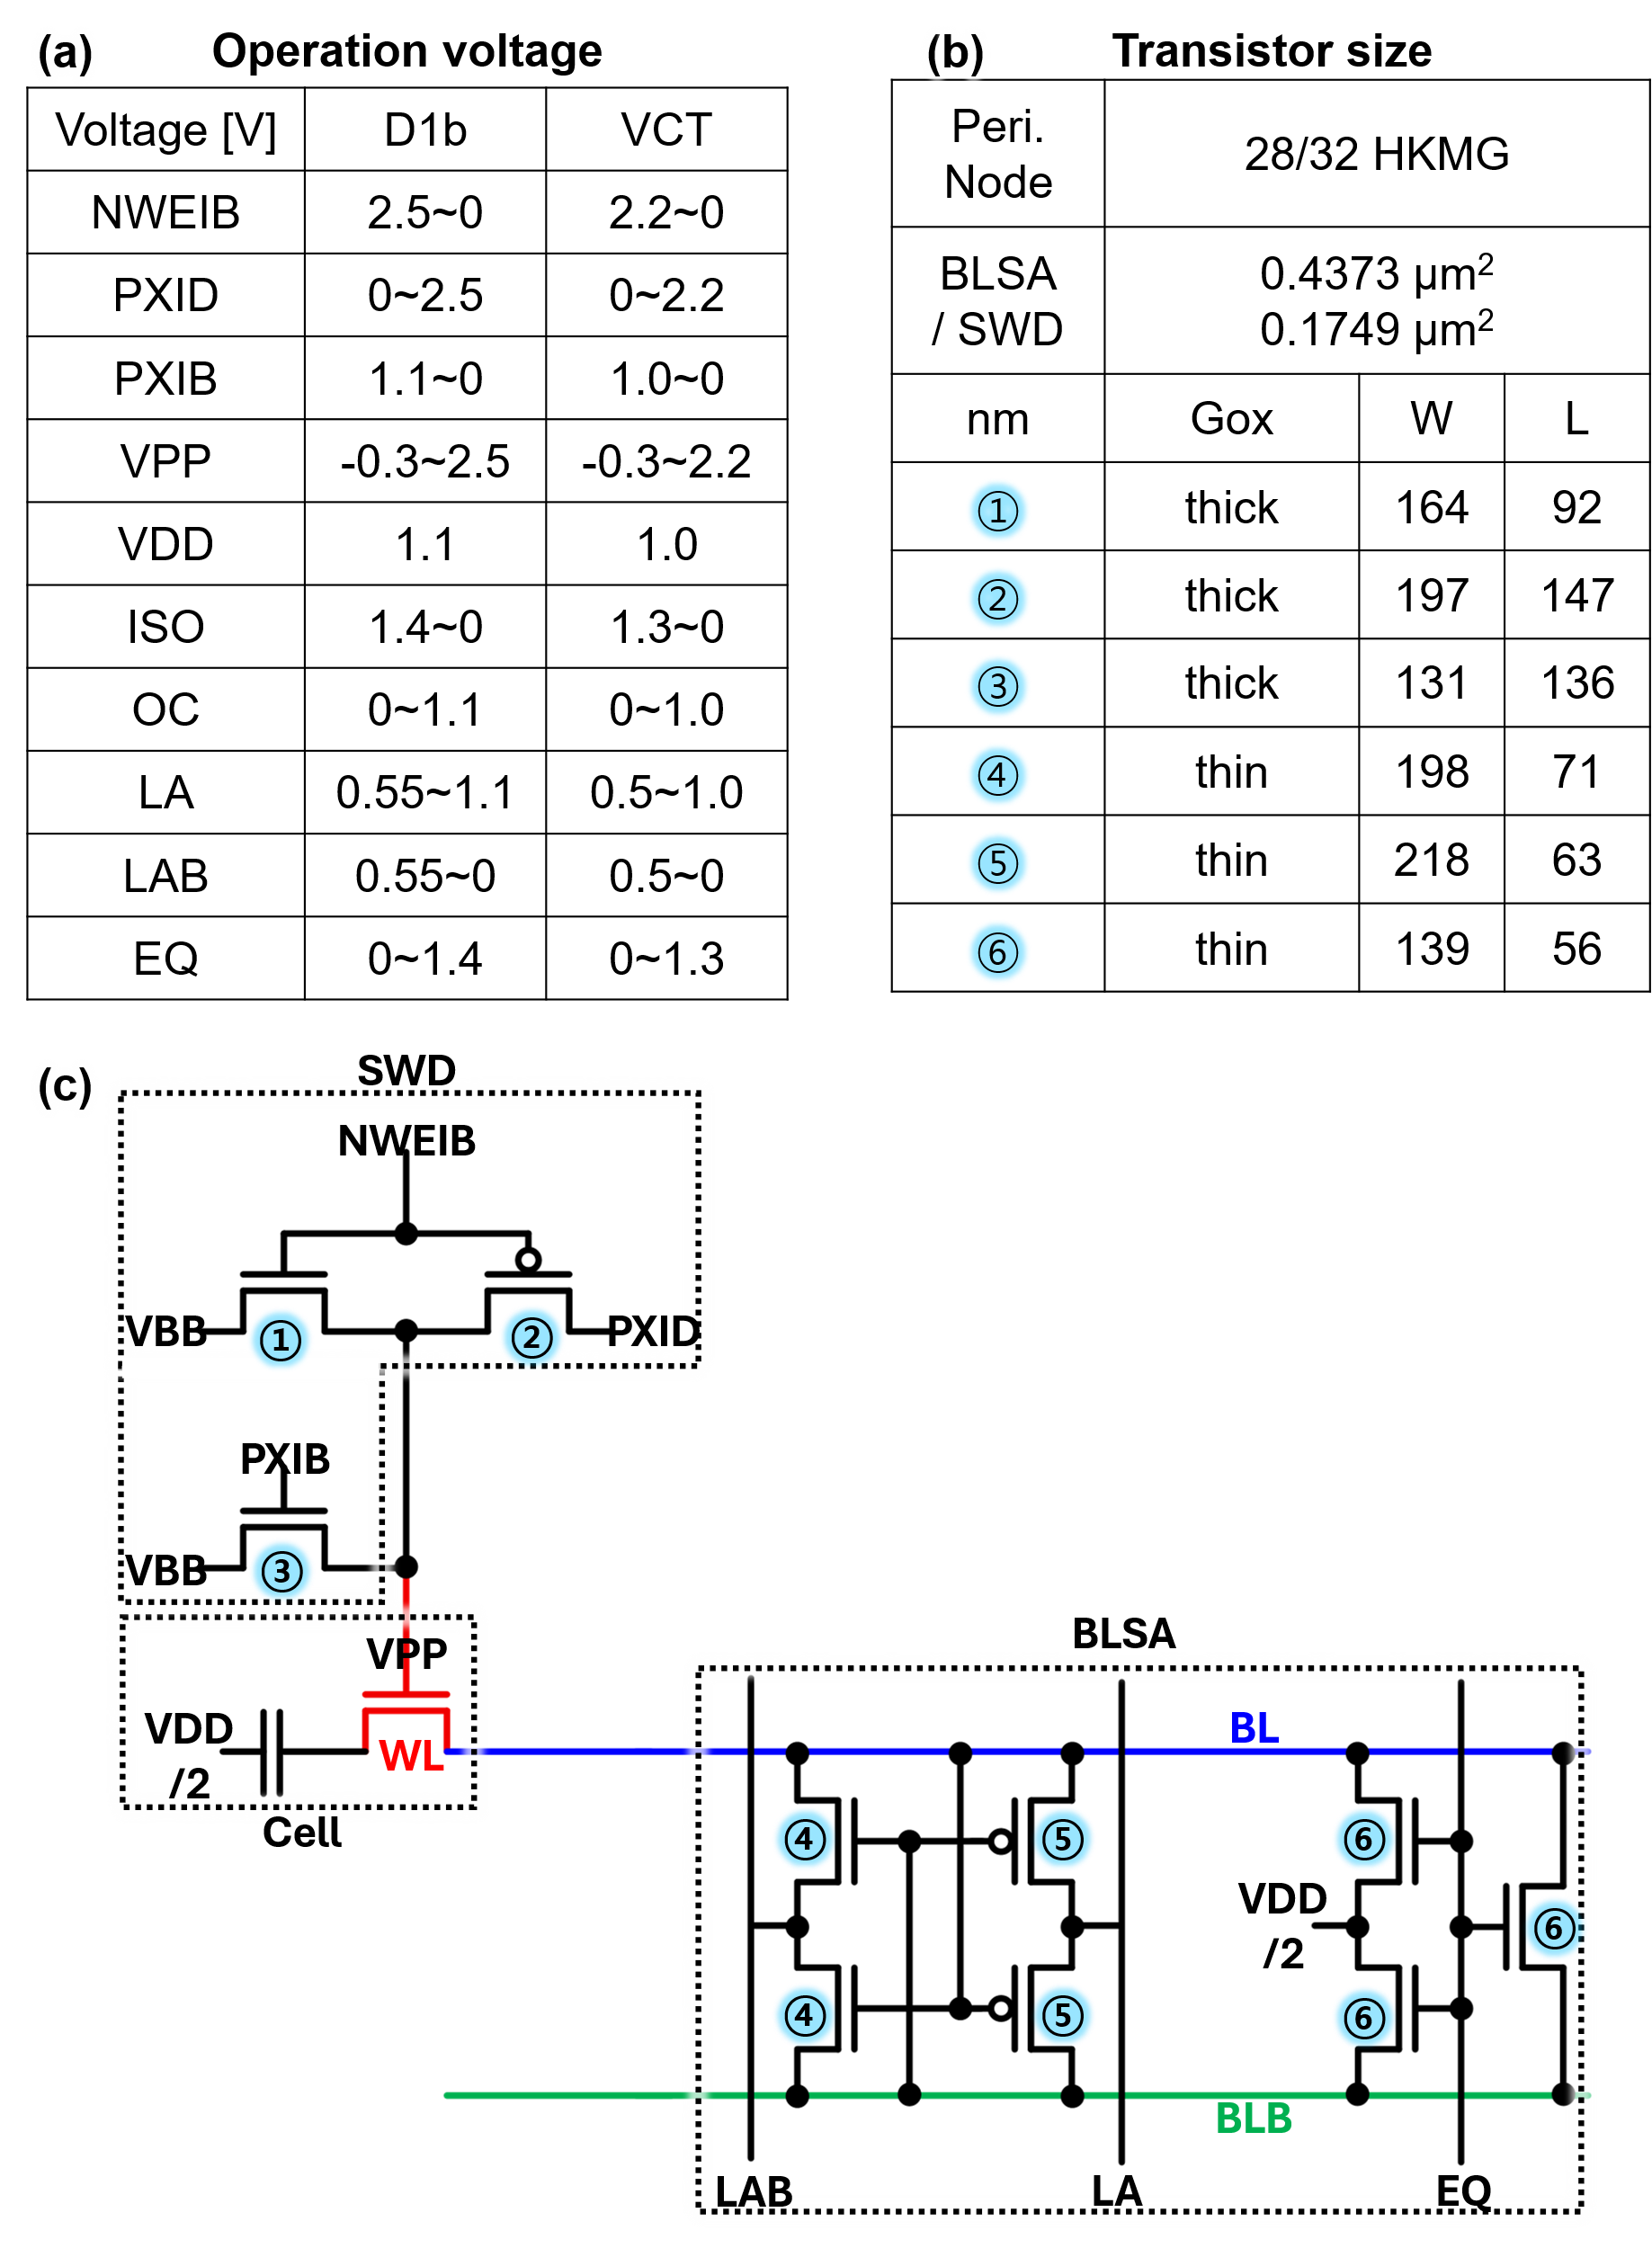 (a) Operation voltage
Voltage [V] D1b VCT
NWEIB 2.5~0 2.2~0
PXID 0~2.5 0~2.2
PXIB 1.1~0 1.0~0
VPP -0.3~2.5 -0.3~2.2
VDD 1.1 1.0
ISO 1.4~0 1.3~0
OC 0~1.1 0~1.0
LA 0.55~1.1 0.5~1.0
LAB 0.55~0 0.5~0
EQ 0~1.4 0~1.3
(b) Transistor size
Peri.
Node
28/32 HKMG
BLSA
/ SWD
0.4373 μm²
0.1749 μm²
nm Gox W L
① thick 164 92
② thick 197 147
③ thick 131 136
④ thin 198 71
⑤ thin 218 63
⑥ thin 139 56
(c)
SWD
NWEIB
VBB ① ② PXID
PXIB
VBB ③
VPP
VDD
/2
WL
Cell
BLSA
BL
④ ⑤ ⑥
VDD
/2
⑥
④ ⑤ ⑥
BLB
LAB LA EQ